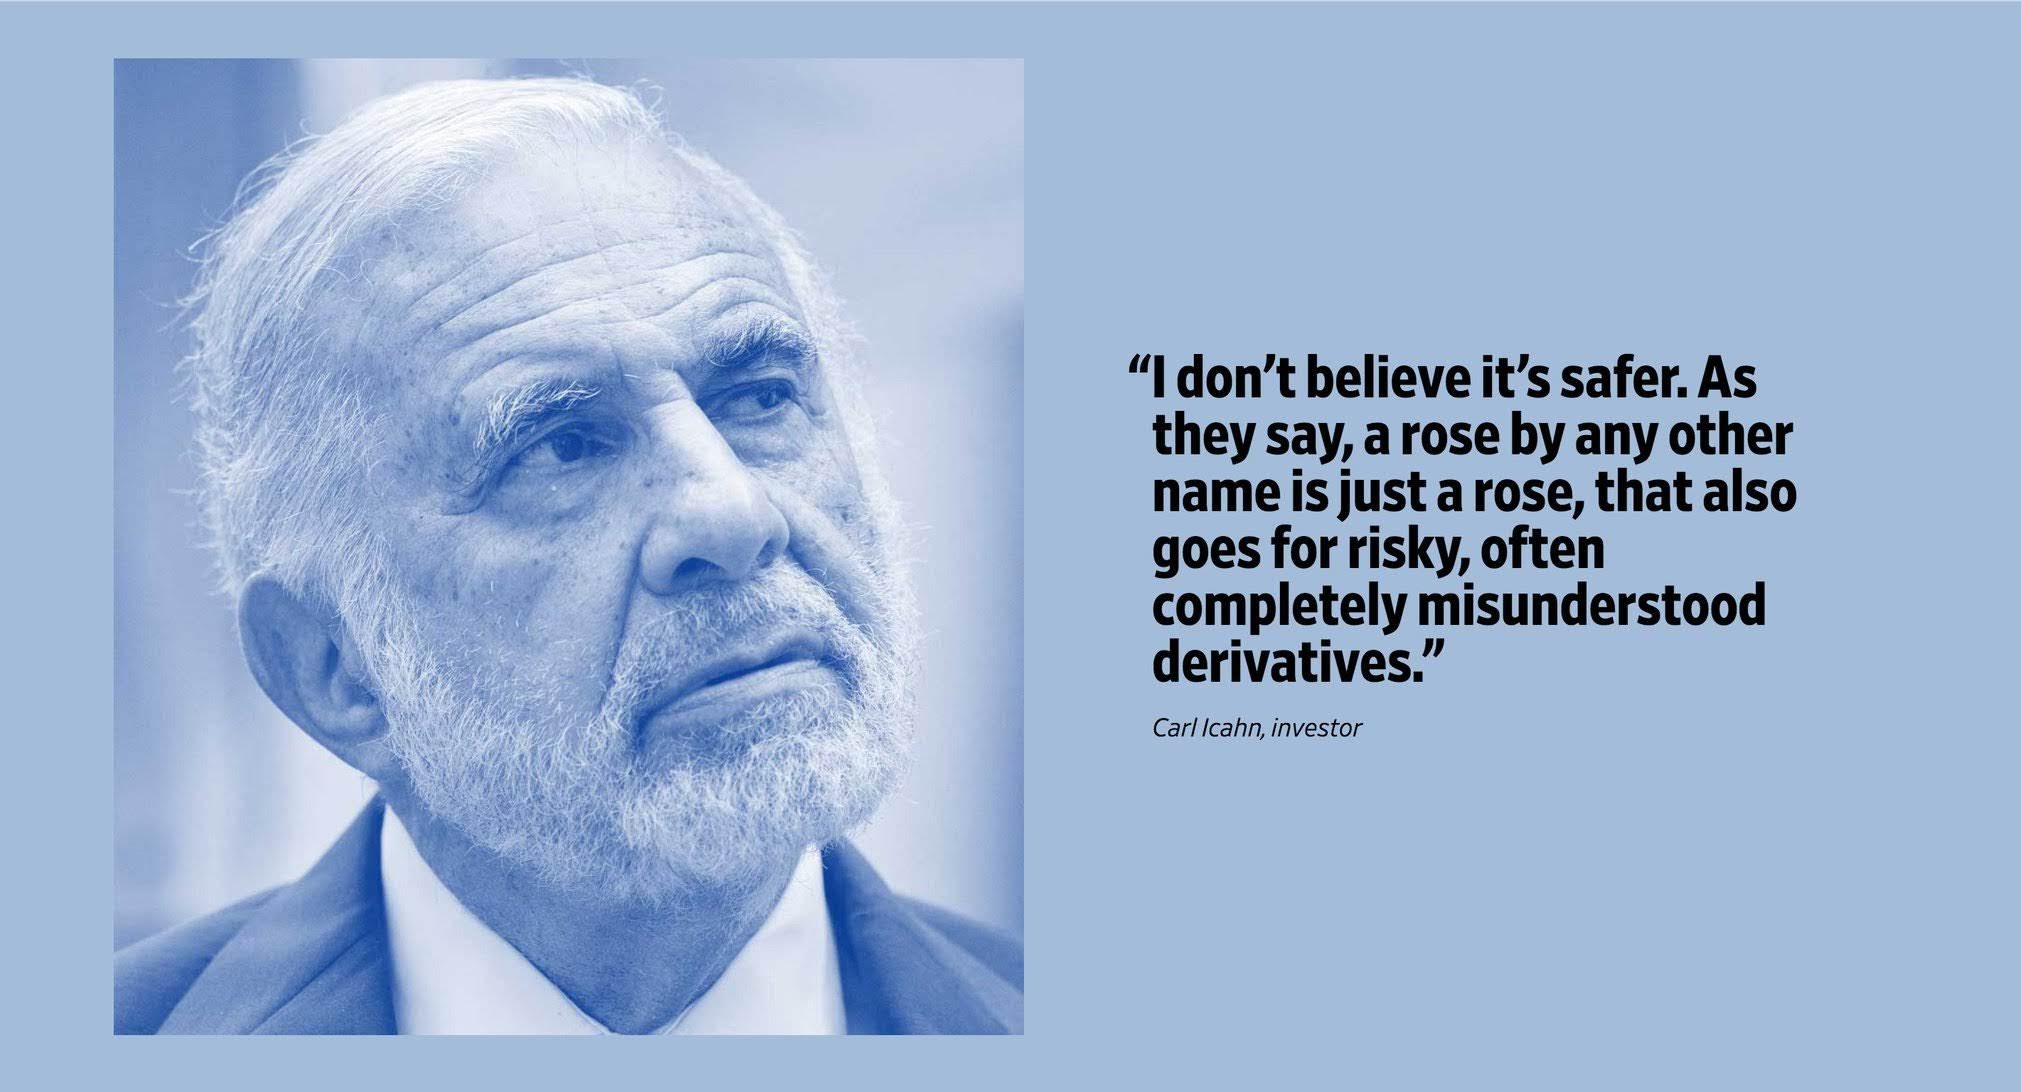 “I don’t believe it’s safer. As
they say, a rose by any other
name is just a rose, that also
goes for risky, often
completely misunderstood
derivatives.”
Carl Icahn, investor